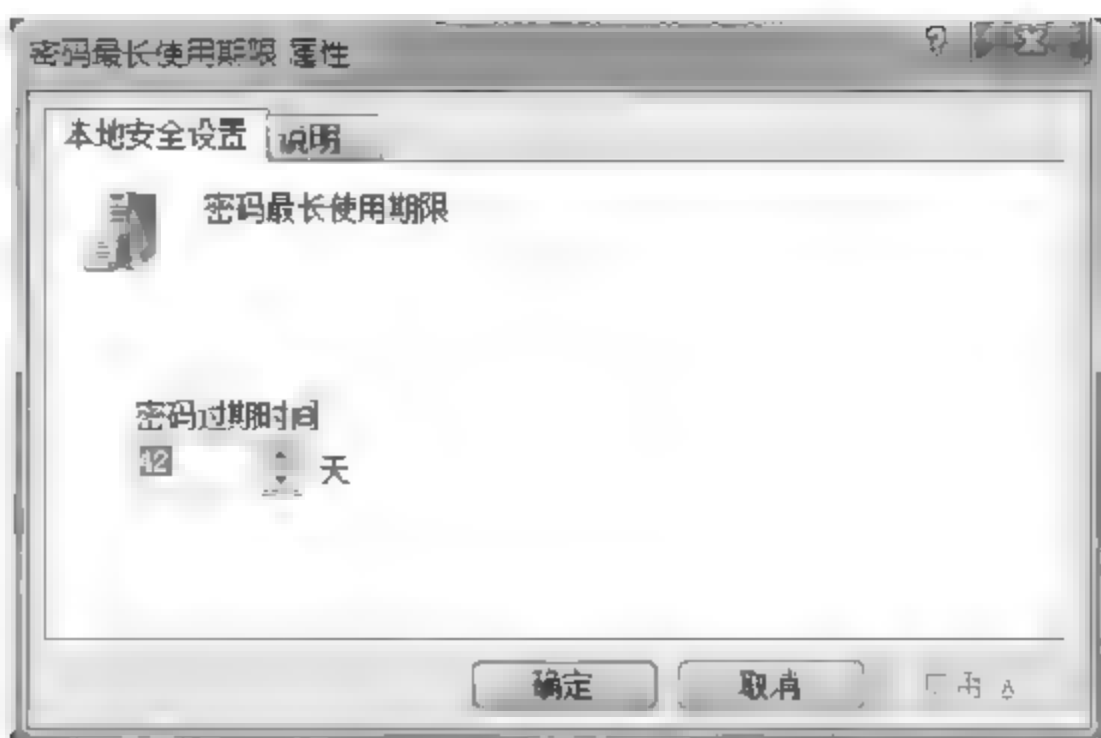 密码最长使用期限 属性
本地安全设置 说明
密码最长使用期限
密码过期时间
42 天
确定 取消